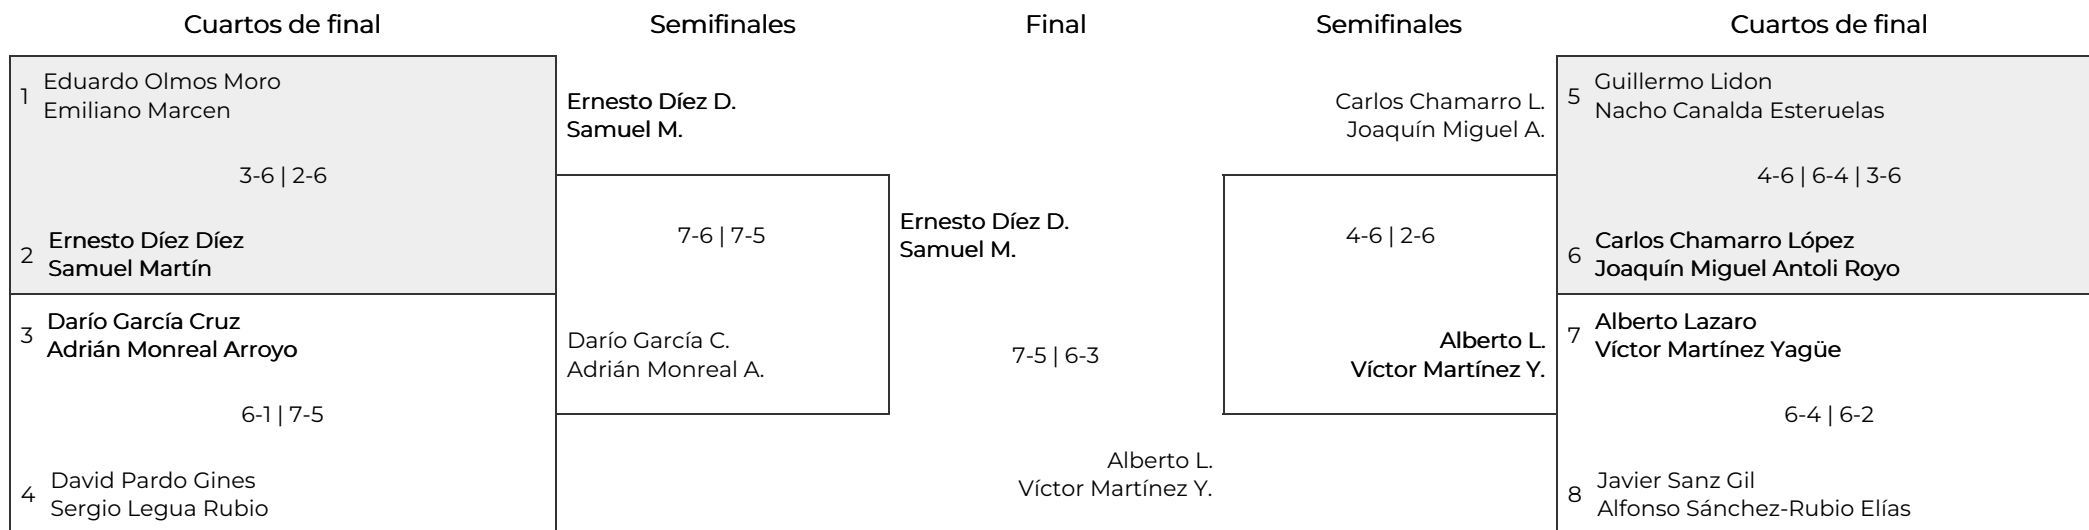 Cuartos de final
Semifinales
Final
Semifinales
Cuartos de final
1
Eduardo Olmos Moro
Emiliano Marcen
3-6 | 2-6
2
Ernesto Díez Díez
Samuel Martín
3
Darío García Cruz
Adrián Monreal Arroyo
6-1 | 7-5
4
David Pardo Gines
Sergio Legua Rubio
Ernesto Díez D.
Samuel M.
7-6 | 7-5
Darío García C.
Adrián Monreal A.
Ernesto Díez D.
Samuel M.
7-5 | 6-3
Alberto L.
Víctor Martínez Y.
Carlos Chamarro L.
Joaquín Miguel A.
4-6 | 2-6
Alberto L.
Víctor Martínez Y.
5
Guillermo Lidon
Nacho Canalda Esteruelas
4-6 | 6-4 | 3-6
6
Carlos Chamarro López
Joaquín Miguel Antoli Royo
7
Alberto Lazaro
Víctor Martínez Yagüe
6-4 | 6-2
8
Javier Sanz Gil
Alfonso Sánchez-Rubio Elías